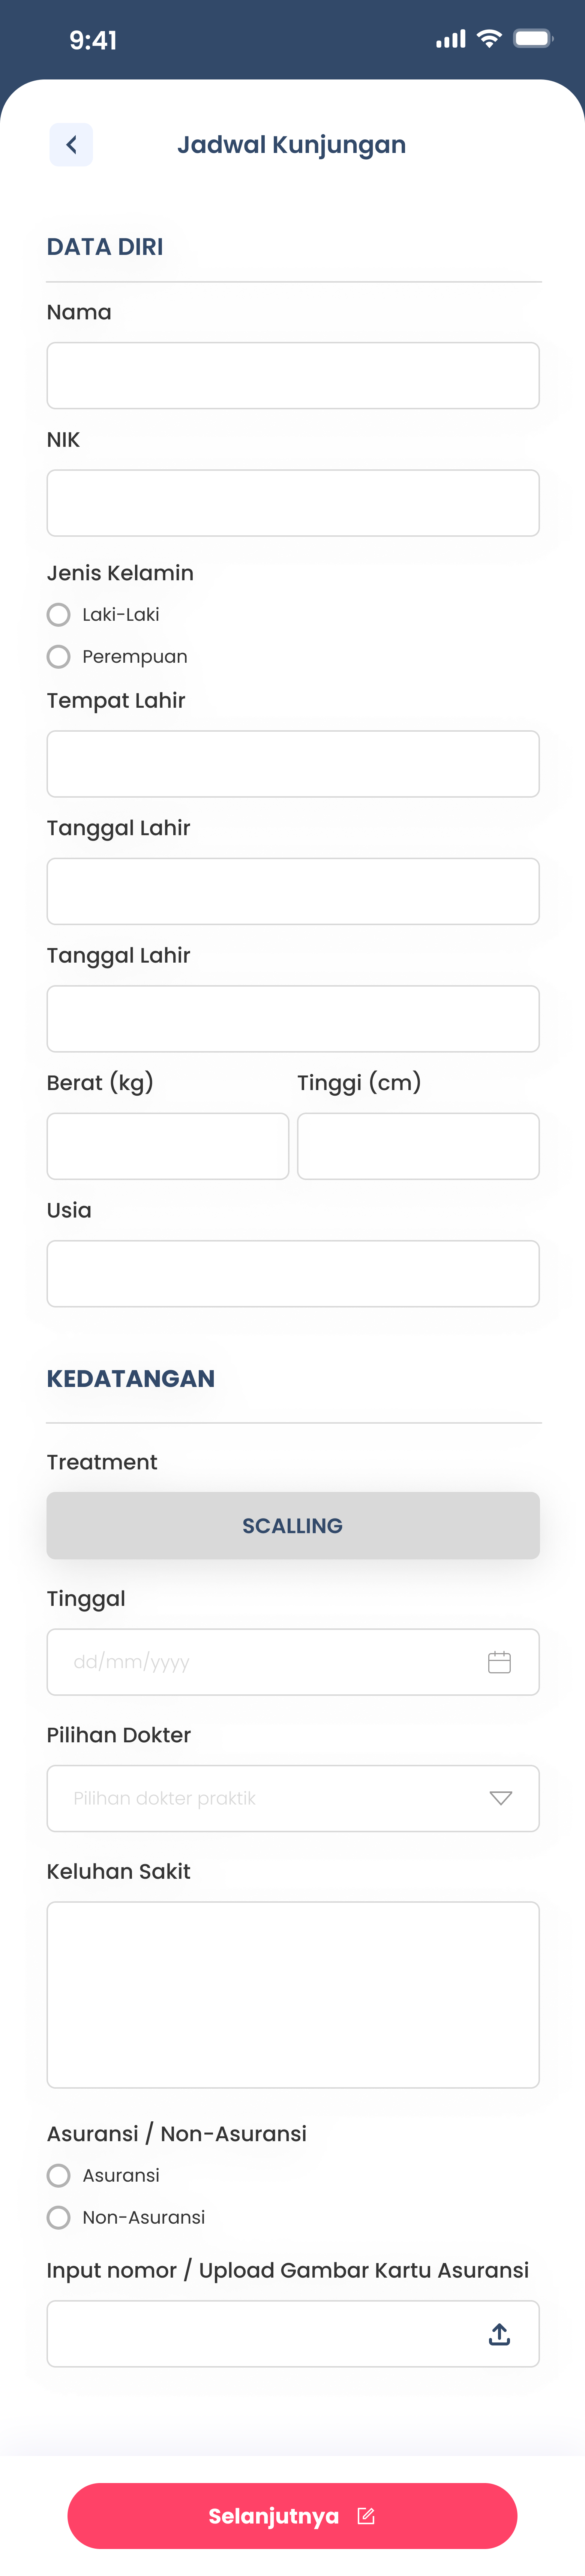 9:41
Jadwal Kunjungan
DATA DIRI
Nama
NIK
Jenis Kelamin
Laki-Laki
Perempuan
Tempat Lahir
Tanggal Lahir
Tanggal Lahir
Berat (kg) Tinggi (cm)
Usia
KEDATANGAN
Treatment
SCALLING
Tinggal
dd/mm/yyyy
Pilihan Dokter
Pilihan dokter praktik
Keluhan Sakit
Asuransi / Non-Asuransi
Asuransi
Non-Asuransi
Input nomor / Upload Gambar Kartu Asuransi
Selanjutnya